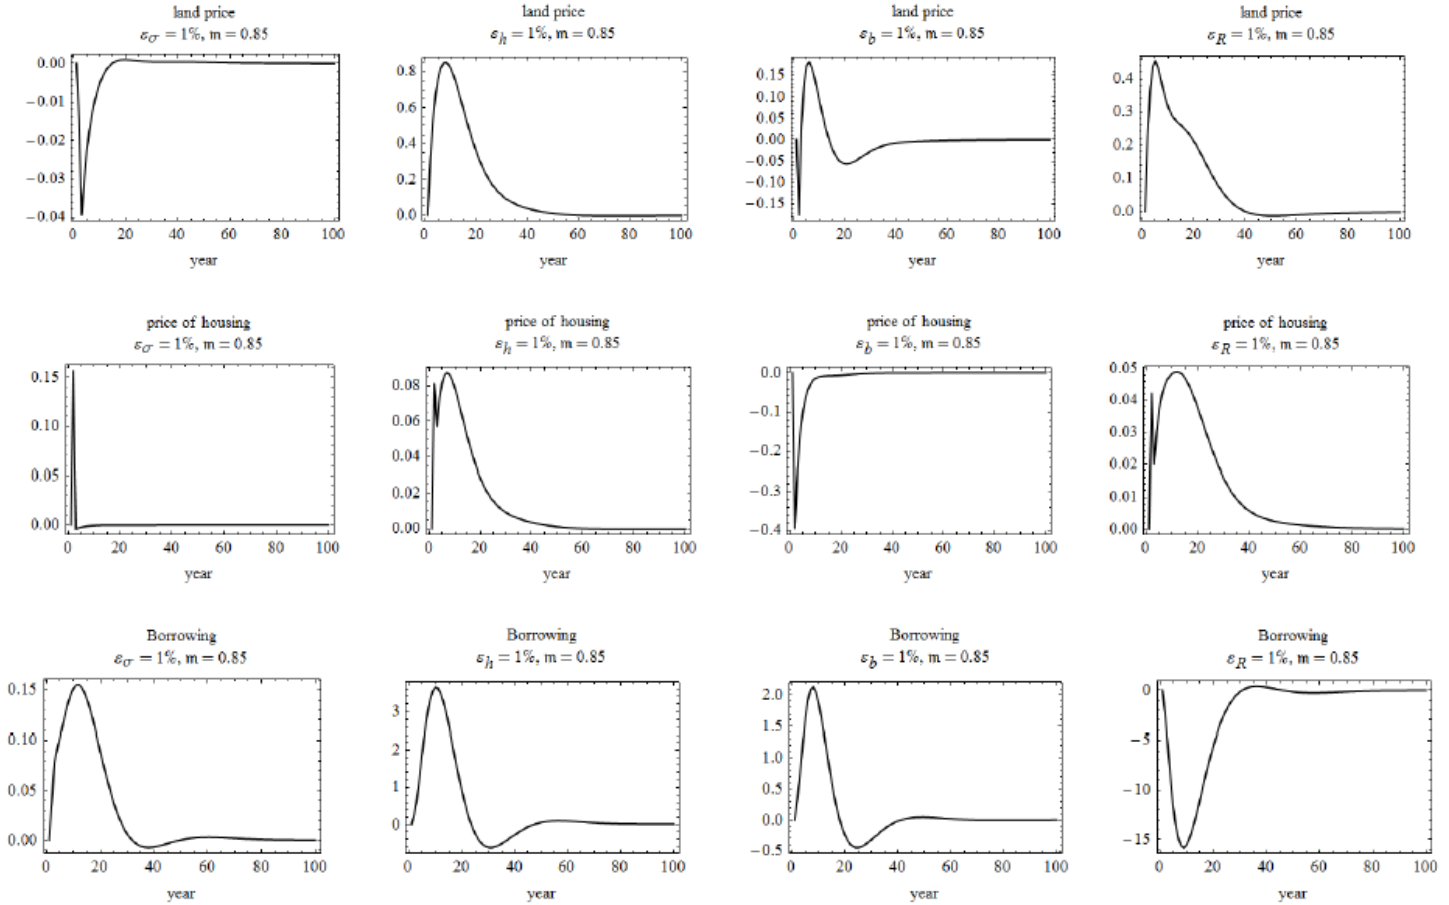 land price
εσ = 1%, m = 0.85
0.00
−0.01
−0.02
−0.03
−0.04
0 20 40 60 80 100
year
land price
εh = 1%, m = 0.85
0.8
0.6
0.4
0.2
0.0
0 20 40 60 80 100
year
land price
εb = 1%, m = 0.85
0.15
0.10
0.05
0.00
−0.05
−0.10
−0.15
0 20 40 60 80 100
year
land price
εR = 1%, m = 0.85
0.4
0.3
0.2
0.1
0.0
0 20 40 60 80 100
year
price of housing
εσ = 1%, m = 0.85
0.15
0.10
0.05
0.00
0 20 40 60 80 100
year
price of housing
εh = 1%, m = 0.85
0.08
0.06
0.04
0.02
0.00
0 20 40 60 80 100
year
price of housing
εb = 1%, m = 0.85
0.0
−0.1
−0.2
−0.3
−0.4
0 20 40 60 80 100
year
price of housing
εR = 1%, m = 0.85
0.05
0.04
0.03
0.02
0.01
0.00
0 20 40 60 80 100
year
Borrowing
εσ = 1%, m = 0.85
0.15
0.10
0.05
0.00
0 20 40 60 80 100
year
Borrowing
εh = 1%, m = 0.85
3
2
1
0
0 20 40 60 80 100
year
Borrowing
εb = 1%, m = 0.85
2.0
1.5
1.0
0.5
0.0
−0.5
0 20 40 60 80 100
year
Borrowing
εR = 1%, m = 0.85
0
−5
−10
−15
0 20 40 60 80 100
year